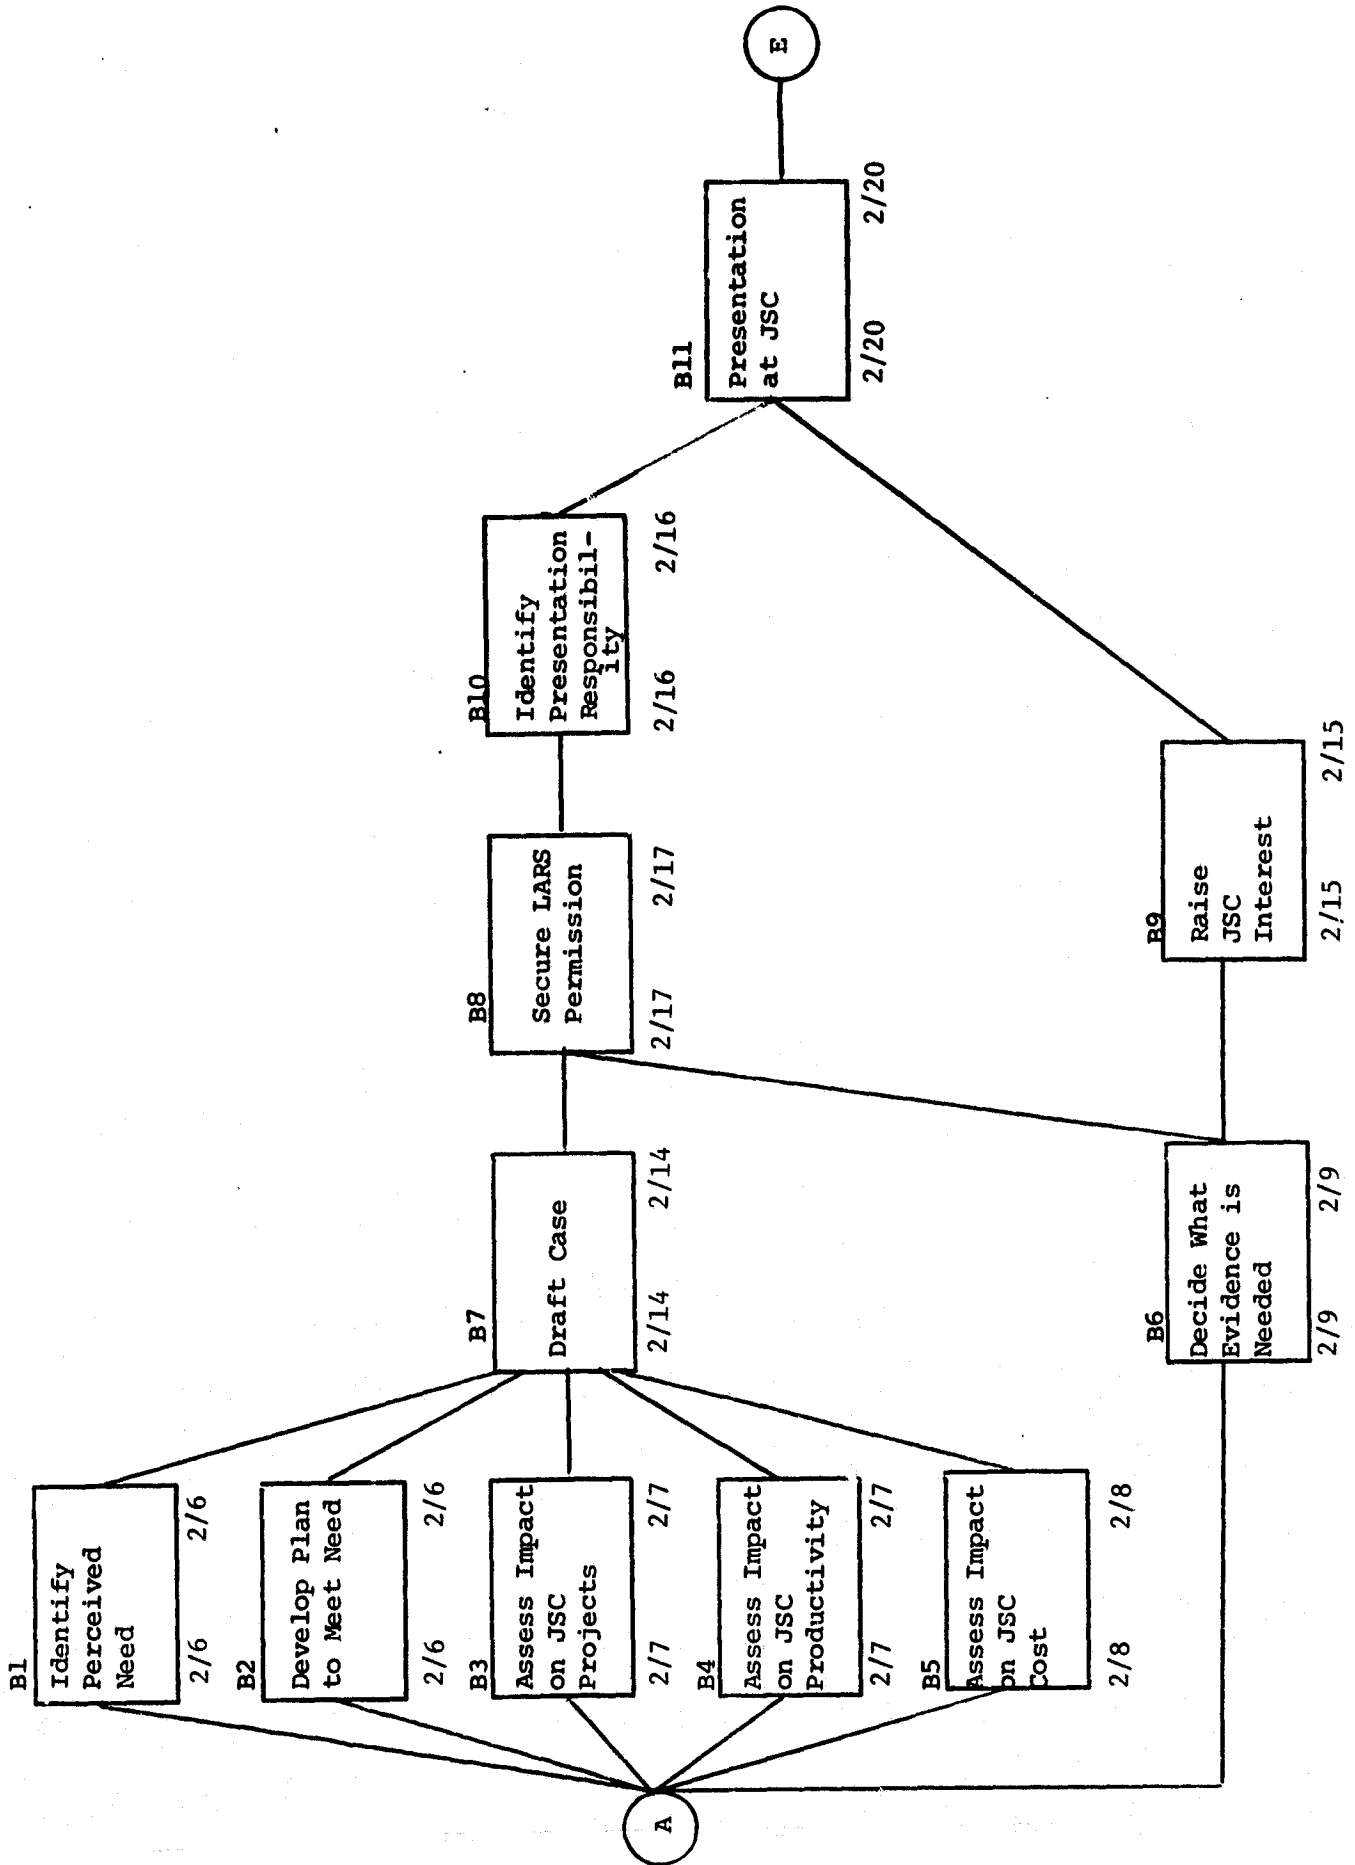 A
B1
Identify
Perceived
Need
2/6 2/6
B2
Develop Plan
to Meet Need
2/6 2/6
B3
Assess Impact
on JSC
Projects
2/7 2/7
B4
Assess Impact
on JSC
Productivity
2/7 2/7
B5
Assess Impact
on JSC
Cost
2/8 2/8
B6
Decide What
Evidence is
Needed
2/9 2/9
B7
Draft Case
2/14 2/14
B8
Secure LARS
Permission
2/17 2/17
B9
Raise
JSC
Interest
2/15 2/15
B10
Identify
Presentation
Responsibil-
ity
2/16 2/16
B11
Presentation
at JSC
2/20 2/20
E